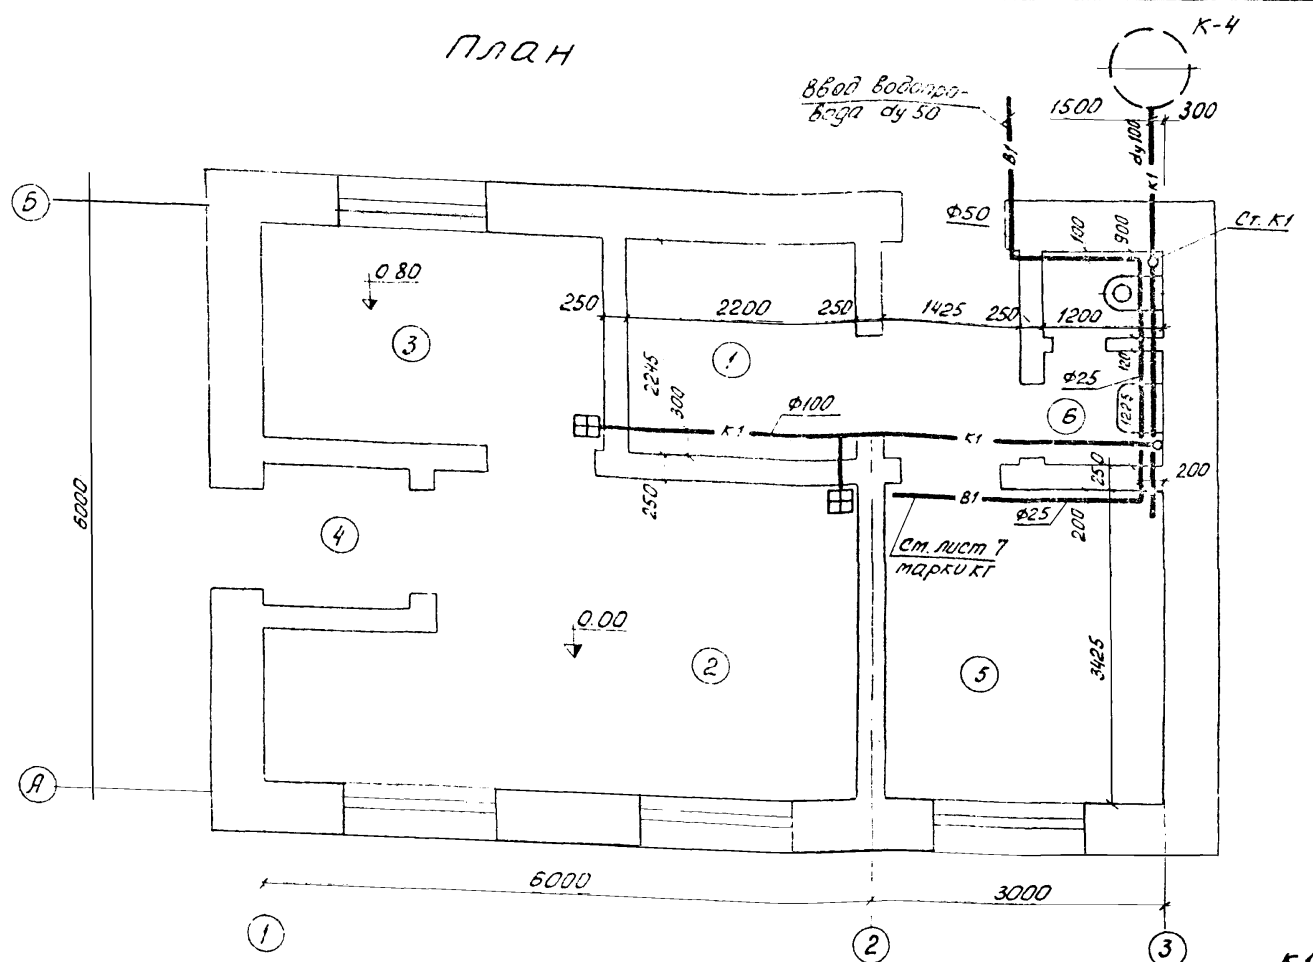 План
К-4
Ввод водопро-
вода dу 50
1500
300
В1
dу100
К1
Б
Ф50
100
900
Ст. К1
0.80
250
2200
250
1425
250
1200
3
1
2245
300
120
Ф25
1225
6
Ф100
К1
К1
6000
250
250
200
В1
Ф25
200
4
См. лист 7
марки КГ
0.00
2
5
3425
А
6000
3000
1
2
3